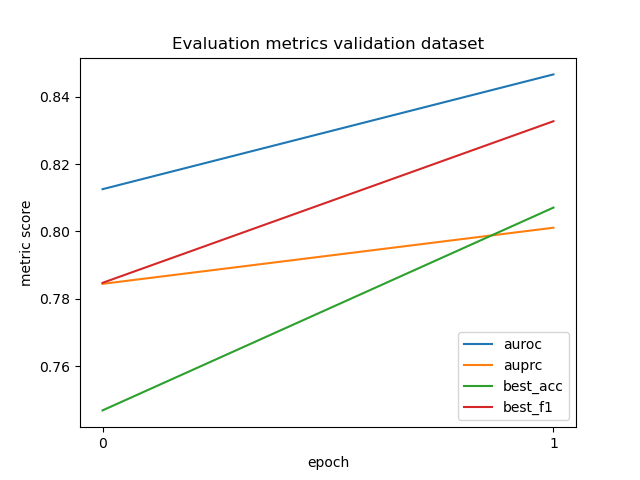 Evaluation metrics validation dataset
metric score
0.84
0.82
0.80
0.78
0.76
auroc
auprc
best_acc
best_f1
0
1
epoch